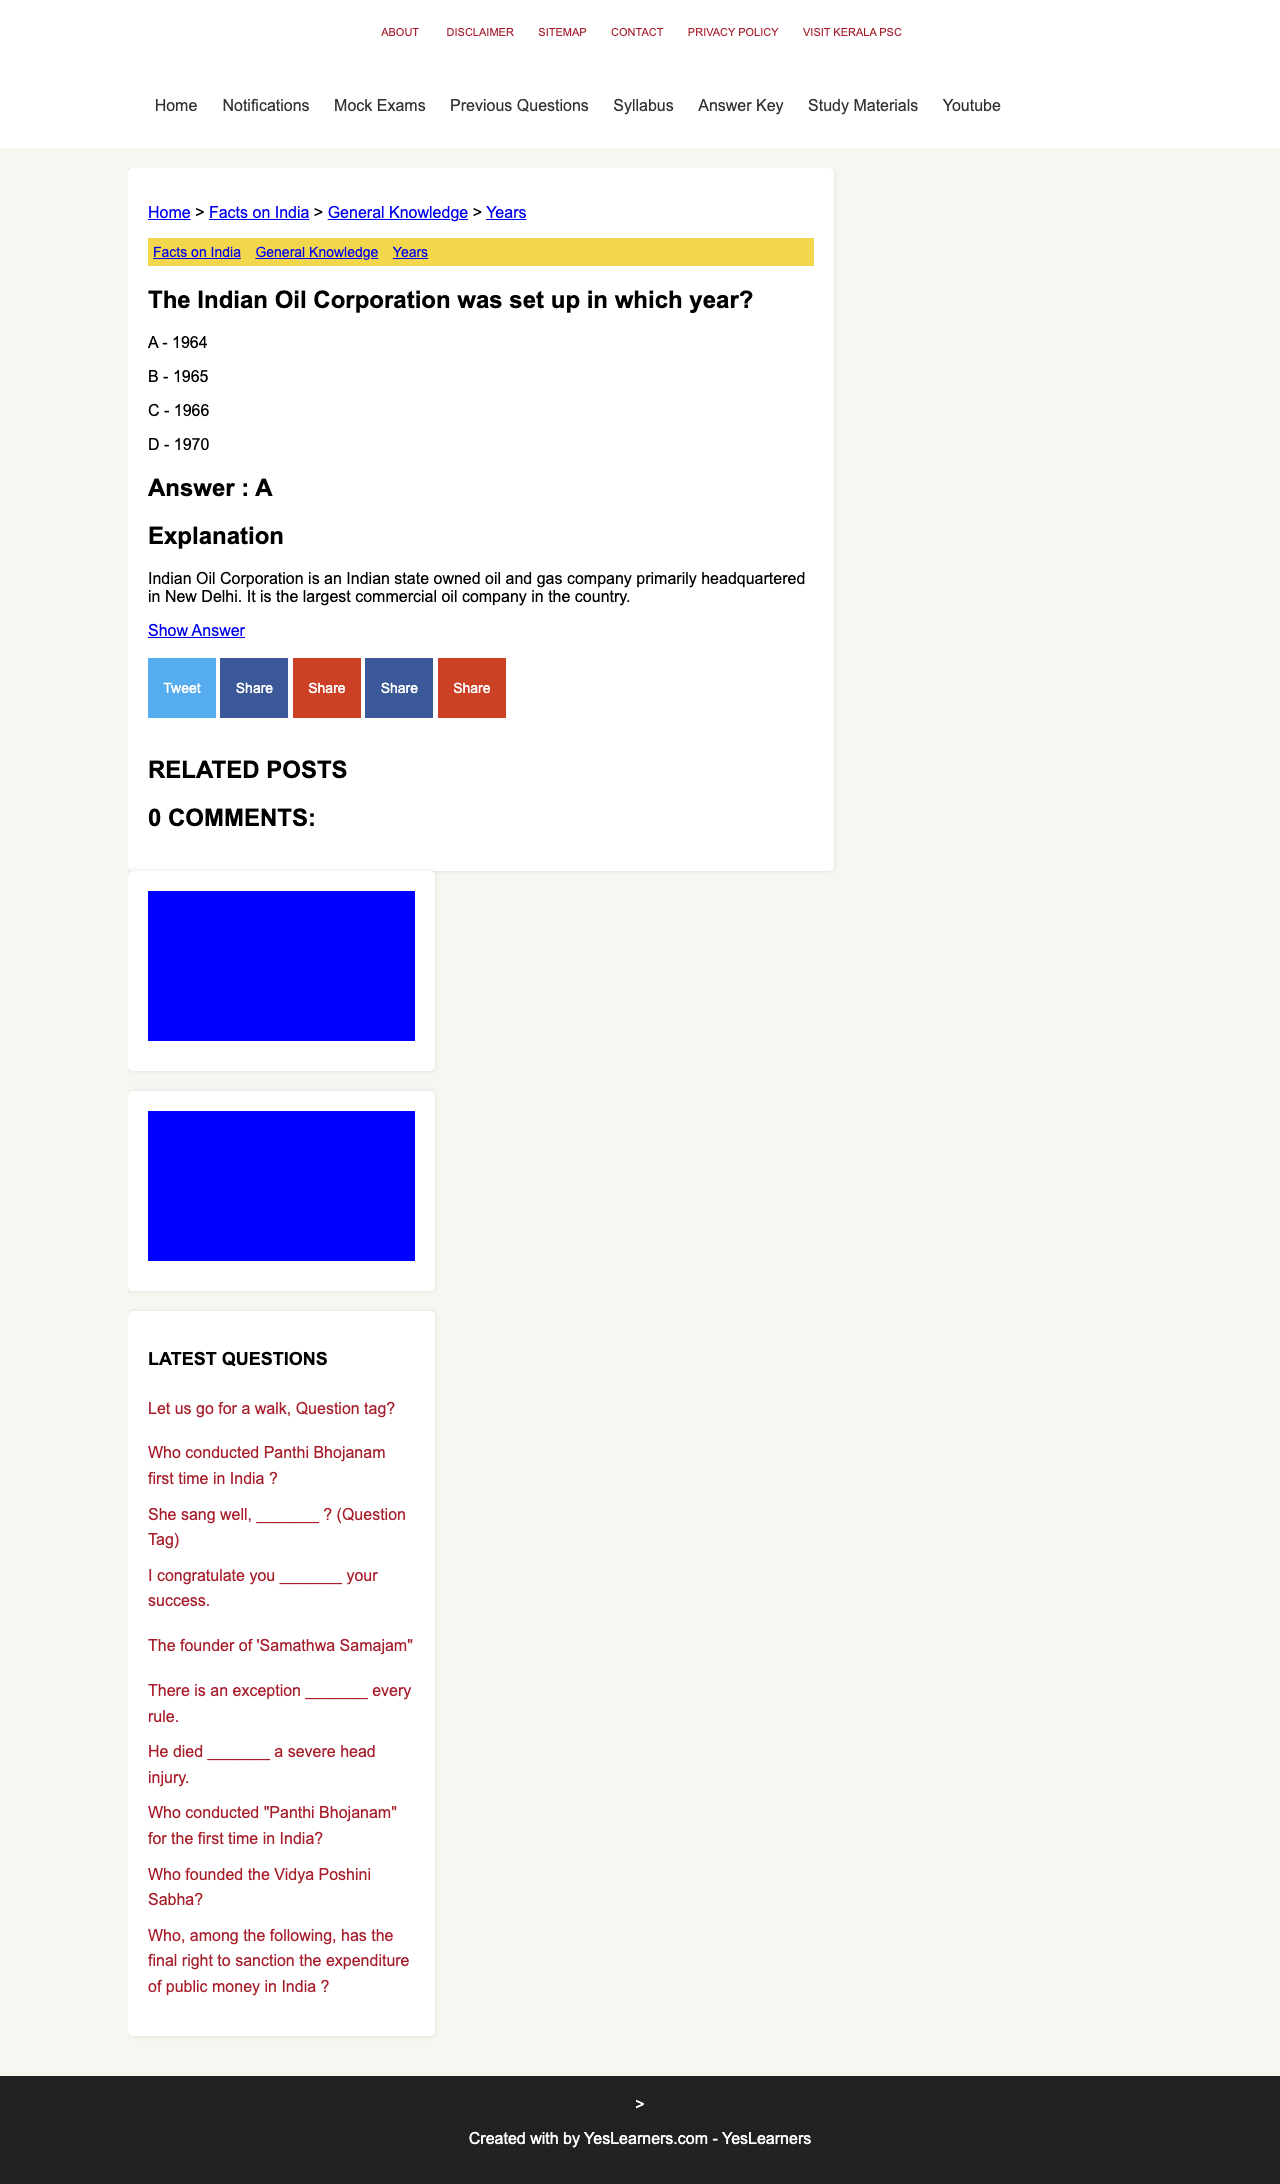 ABOUT DISCLAIMER SITEMAP CONTACT PRIVACY POLICY VISIT KERALA PSC
Home Notifications Mock Exams Previous Questions Syllabus Answer Key Study Materials Youtube
Home > Facts on India > General Knowledge > Years
Facts on India General Knowledge Years
The Indian Oil Corporation was set up in which year?
A - 1964
B - 1965
C - 1966
D - 1970
Answer : A
Explanation
Indian Oil Corporation is an Indian state owned oil and gas company primarily headquartered
in New Delhi. It is the largest commercial oil company in the country.
Show Answer
Tweet Share Share Share Share
RELATED POSTS
0 COMMENTS:
LATEST QUESTIONS
Let us go for a walk, Question tag?
Who conducted Panthi Bhojanam
first time in India ?
She sang well, _______ ? (Question
Tag)
I congratulate you _______ your
success.
The founder of 'Samathwa Samajam"
There is an exception _______ every
rule.
He died _______ a severe head
injury.
Who conducted "Panthi Bhojanam"
for the first time in India?
Who founded the Vidya Poshini
Sabha?
Who, among the following, has the
final right to sanction the expenditure
of public money in India ?
>
Created with by YesLearners.com - YesLearners